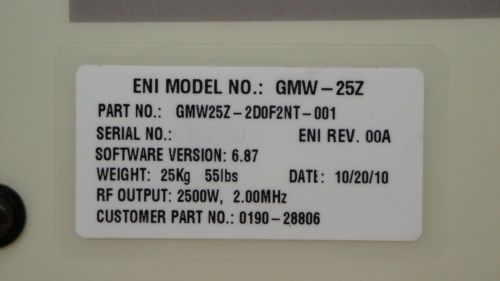 ENI MODEL NO.: GMW-25Z
PART NO.: GMW25Z-2D0F2NT-001
SERIAL NO.: ENI REV. 00A
SOFTWARE VERSION: 6.87
WEIGHT: 25Kg 55lbs DATE: 10/20/10
RF OUTPUT: 2500W, 2.00MHz
CUSTOMER PART NO.: 0190-28806